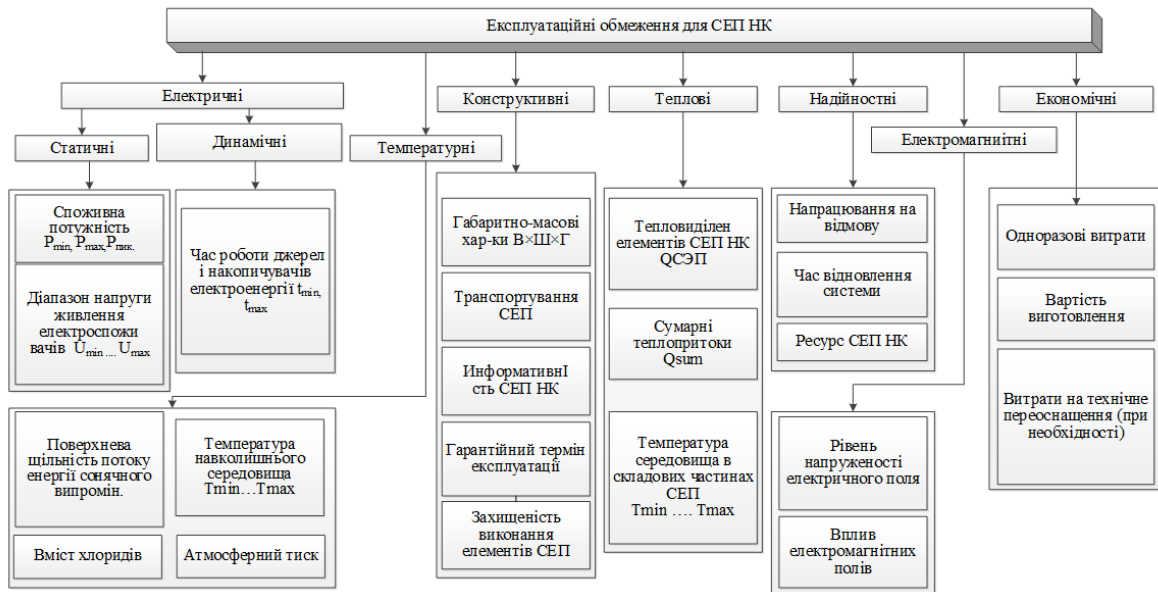 Експлуатаційні обмеження для СЕП НК
Електричні
Конструктивні
Теплові
Надійностні
Економічні
Статичні
Динамічні
Температурні
Електромагниітні
Споживна
потужність
Pmin, Pmax,Pпик.
Діапазон напруги
живлення
електроспожи
вачів Umin .... Umax
Час роботи джерел
і накопичувачів
електроенергії tmin,
tmax
Поверхнева
щільність потоку
енергії сонячного
випромін.
Температура
навколишнього
середовища
Tmin…Tmax
Вміст хлоридів
Атмосферний тиск
Габаритно-масові
хар-ки В×Ш×Г
Транспортування
СЕП
ИнформативнІ
сть СЕП НК
Гарантійний термін
експлуатації
Захищеність
виконання
елементів СЕП
Тепловиділен
елементів СЕП НК
QСЭП
Сумарні
теплопритоки
Qsum
Температура
середовища в
складових частинах
СЕП
Tmin …. Tmax
Напрацювання на
відмову
Час відновлення
системи
Ресурс СЕП НК
Рівень
напруженості
електричного поля
Вплив
електромагнітних
полів
Одноразові витрати
Вартість
виготовлення
Витрати на технічне
переоснащення (при
необхідності)